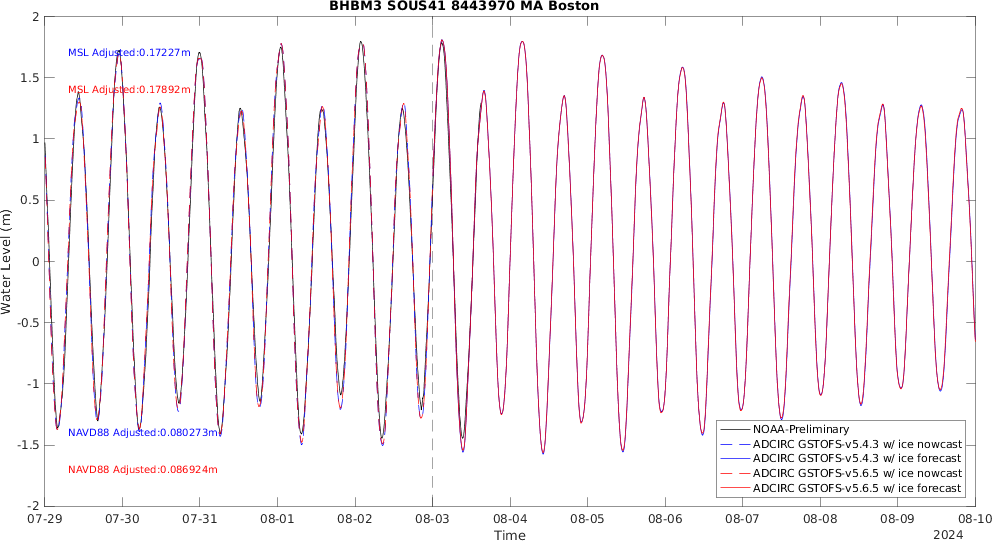 BHBM3 SOUS41 8443970 MA Boston
2
1.5
1
0.5
0
-0.5
-1
-1.5
-2
Water Level (m)
MSL Adjusted:0.17227m
MSL Adjusted:0.17892m
NAVD88 Adjusted:0.080273m
NAVD88 Adjusted:0.086924m
NOAA-Preliminary
ADCIRC GSTOFS-v5.4.3 w/ ice nowcast
ADCIRC GSTOFS-v5.4.3 w/ ice forecast
ADCIRC GSTOFS-v5.6.5 w/ ice nowcast
ADCIRC GSTOFS-v5.6.5 w/ ice forecast
07-29 07-30 07-31 08-01 08-02 08-03 08-04 08-05 08-06 08-07 08-08 08-09 08-10
Time
2024